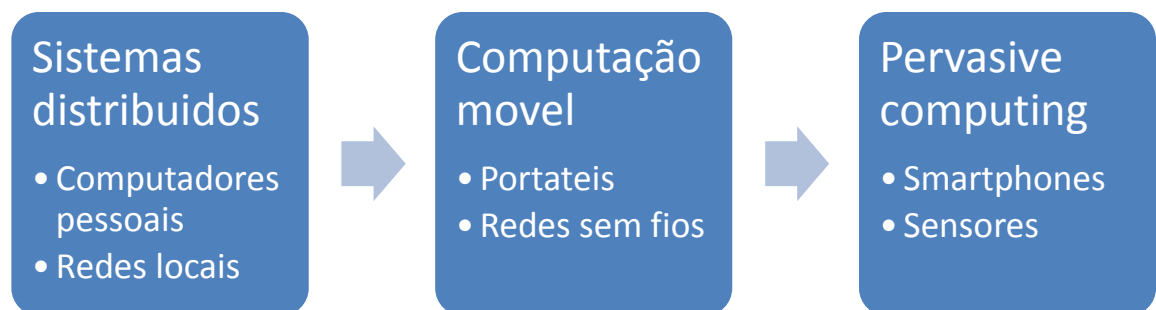 Sistemas
distribuidos
• Computadores
pessoais
• Redes locais
Computação
movel
• Portateis
• Redes sem fios
Pervasive
computing
• Smartphones
• Sensores